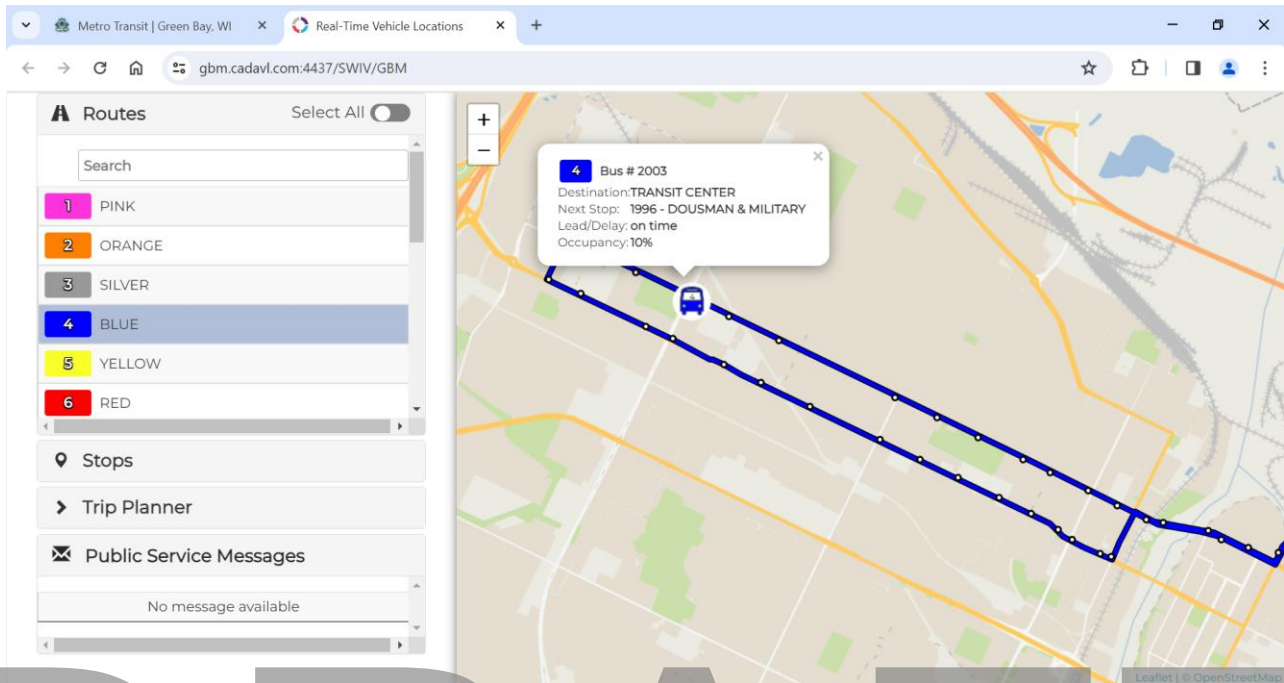 Metro Transit | Green Bay, WI
Real-Time Vehicle Locations
gbm.cadavl.com:4437/SWIV/GBM
Routes
Select All
Search
1 PINK
2 ORANGE
3 SILVER
4 BLUE
5 YELLOW
6 RED
Stops
Trip Planner
Public Service Messages
No message available
+
−
4 Bus # 2003
Destination:TRANSIT CENTER
Next Stop: 1996 - DOUSMAN & MILITARY
Lead/Delay: on time
Occupancy:10%
4
Leaflet | © OpenStreetMap